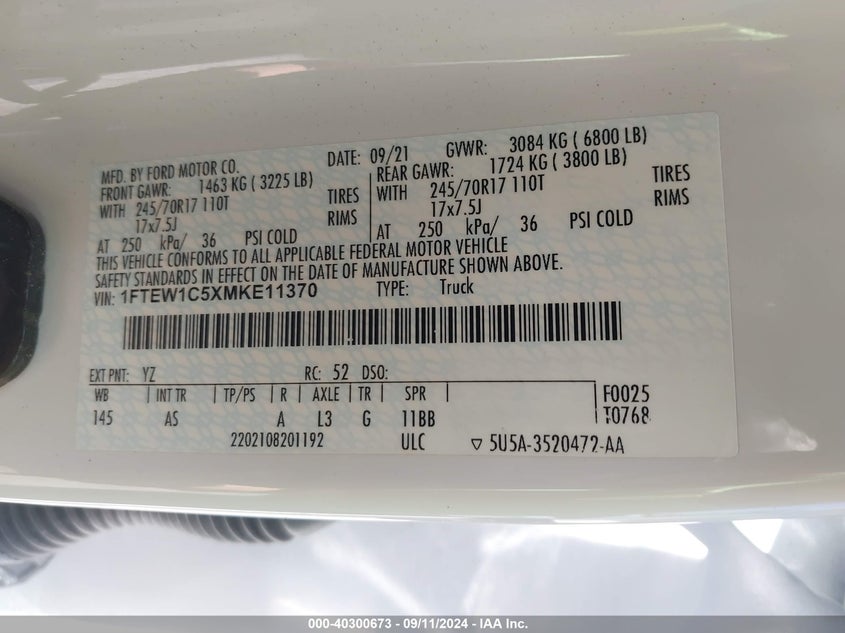 MFD. BY FORD MOTOR CO. DATE: 09/21 GVWR: 3084 KG ( 6800 LB)
FRONT GAWR: 1463 KG ( 3225 LB) REAR GAWR: 1724 KG ( 3800 LB)
WITH 245/70R17 110T TIRES WITH 245/70R17 110T TIRES
17x7.5J RIMS 17x7.5J RIMS
AT 250 kPa/ 36 PSI COLD AT 250 kPa/ 36 PSI COLD
THIS VEHICLE CONFORMS TO ALL APPLICABLE FEDERAL MOTOR VEHICLE
SAFETY STANDARDS IN EFFECT ON THE DATE OF MANUFACTURE SHOWN ABOVE.
VIN: 1FTEW1C5XMKE11370 TYPE: Truck
EXT PNT: YZ RC: 52 DSO:
WB INT TR TP/PS R AXLE TR SPR F0025
145 AS A L3 G 11BB T0768
2202108201192 ULC ▽ 5U5A-3520472-AA
000-40300673 - 09/11/2024 - IAA Inc.